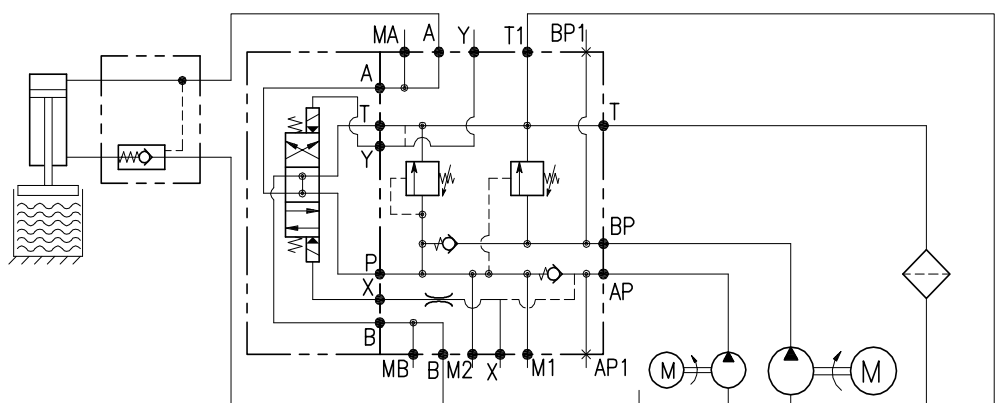 MA A Y T1 BP1
A
T T
Y
BP
P
X AP
B
MB B M2 X M1 AP1
M M